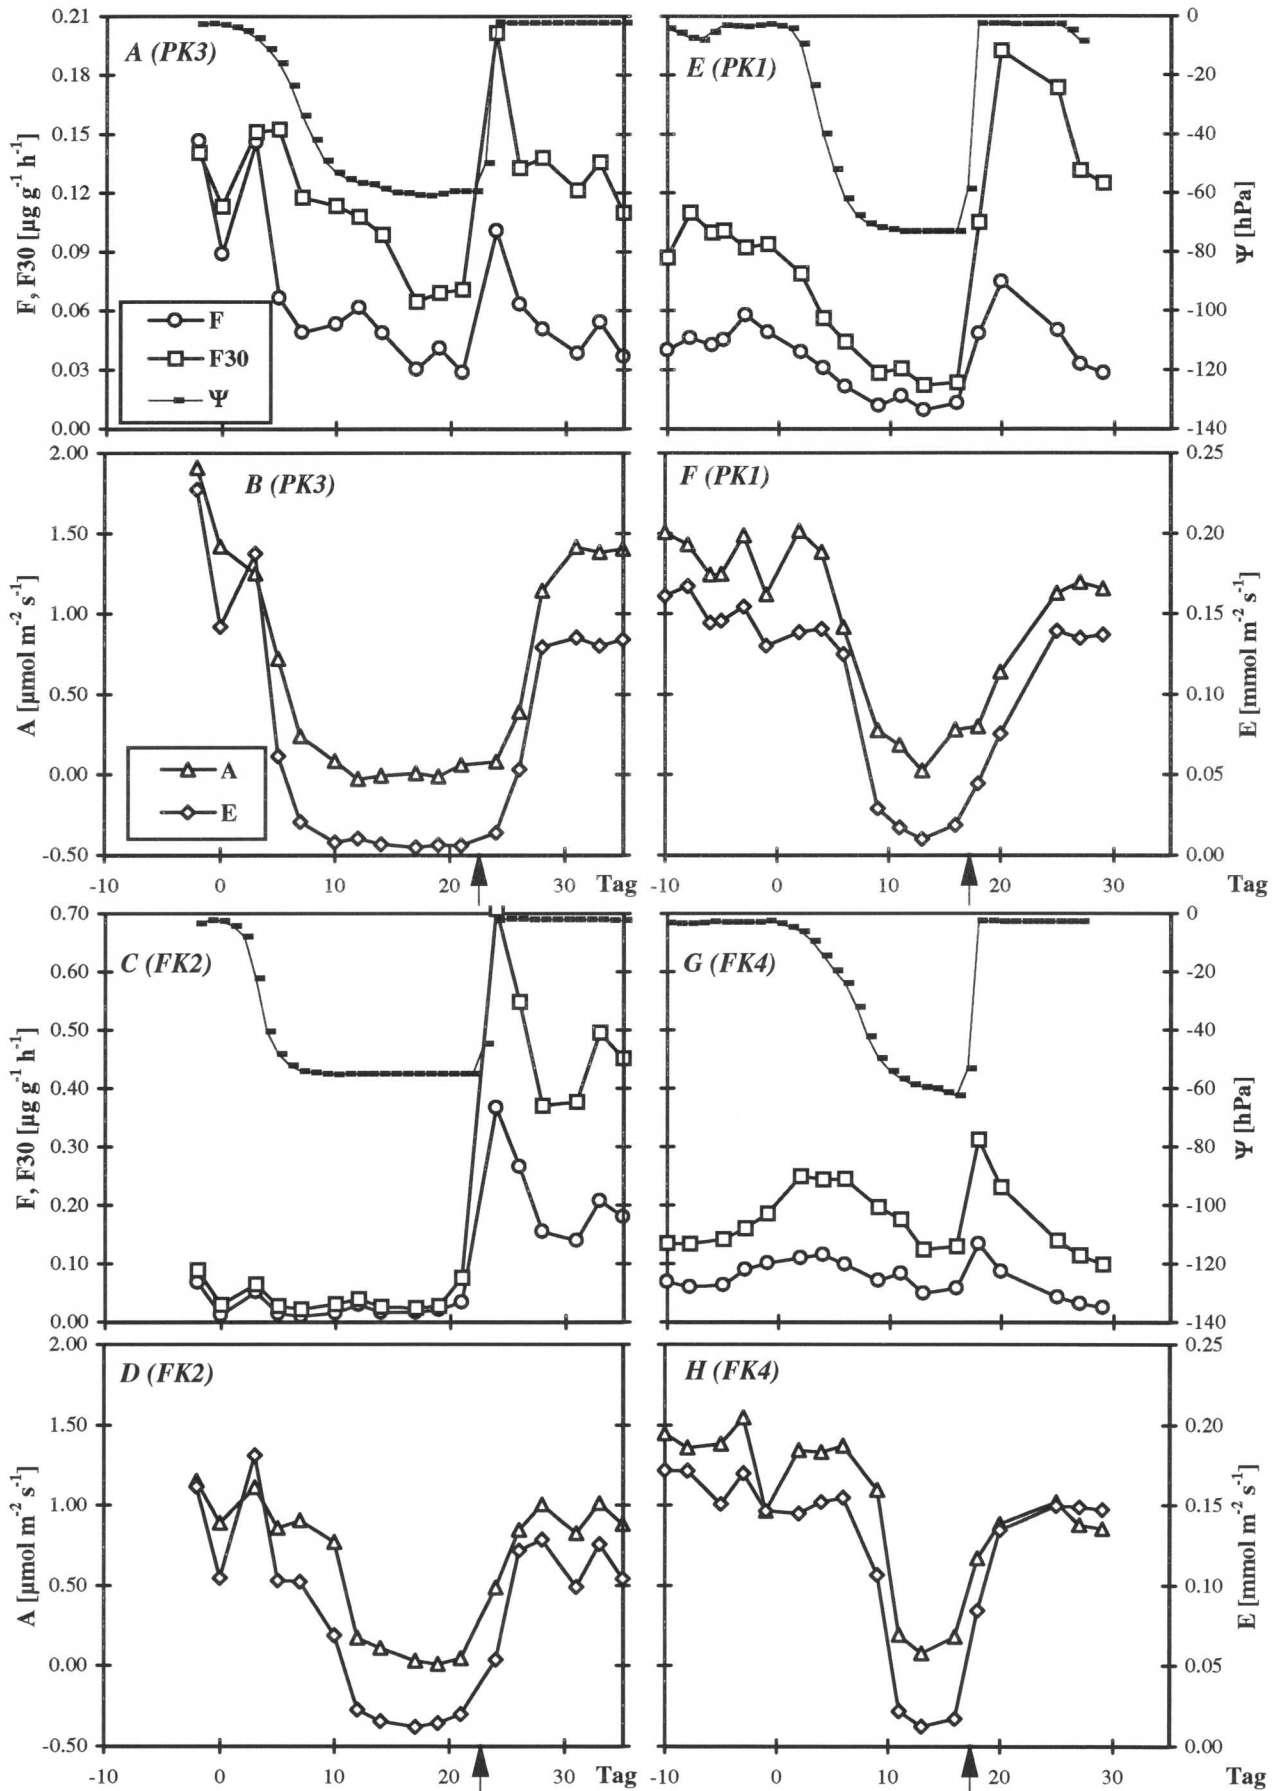 A (PK3)
E (PK1)
0.21
0.18
0.15
0.12
0.09
0.06
0.03
0.00
F, F30 [µg g-1 h-1]
F
F30
Ψ
0
-20
-40
-60
-80
-100
-120
-140
Ψ [hPa]
B (PK3)
F (PK1)
2.00
1.50
1.00
0.50
0.00
-0.50
A [µmol m-2 s-1]
A
E
0.25
0.20
0.15
0.10
0.05
0.00
E [mmol m-2 s-1]
-10 0 10 20 30 Tag
-10 0 10 20 30 Tag
C (FK2)
G (FK4)
0.70
0.60
0.50
0.40
0.30
0.20
0.10
0.00
F, F30 [µg g-1 h-1]
0
-20
-40
-60
-80
-100
-120
-140
Ψ [hPa]
D (FK2)
H (FK4)
2.00
1.50
1.00
0.50
0.00
-0.50
A [µmol m-2 s-1]
0.25
0.20
0.15
0.10
0.05
0.00
E [mmol m-2 s-1]
-10 0 10 20 30 Tag
-10 0 10 20 30 Tag